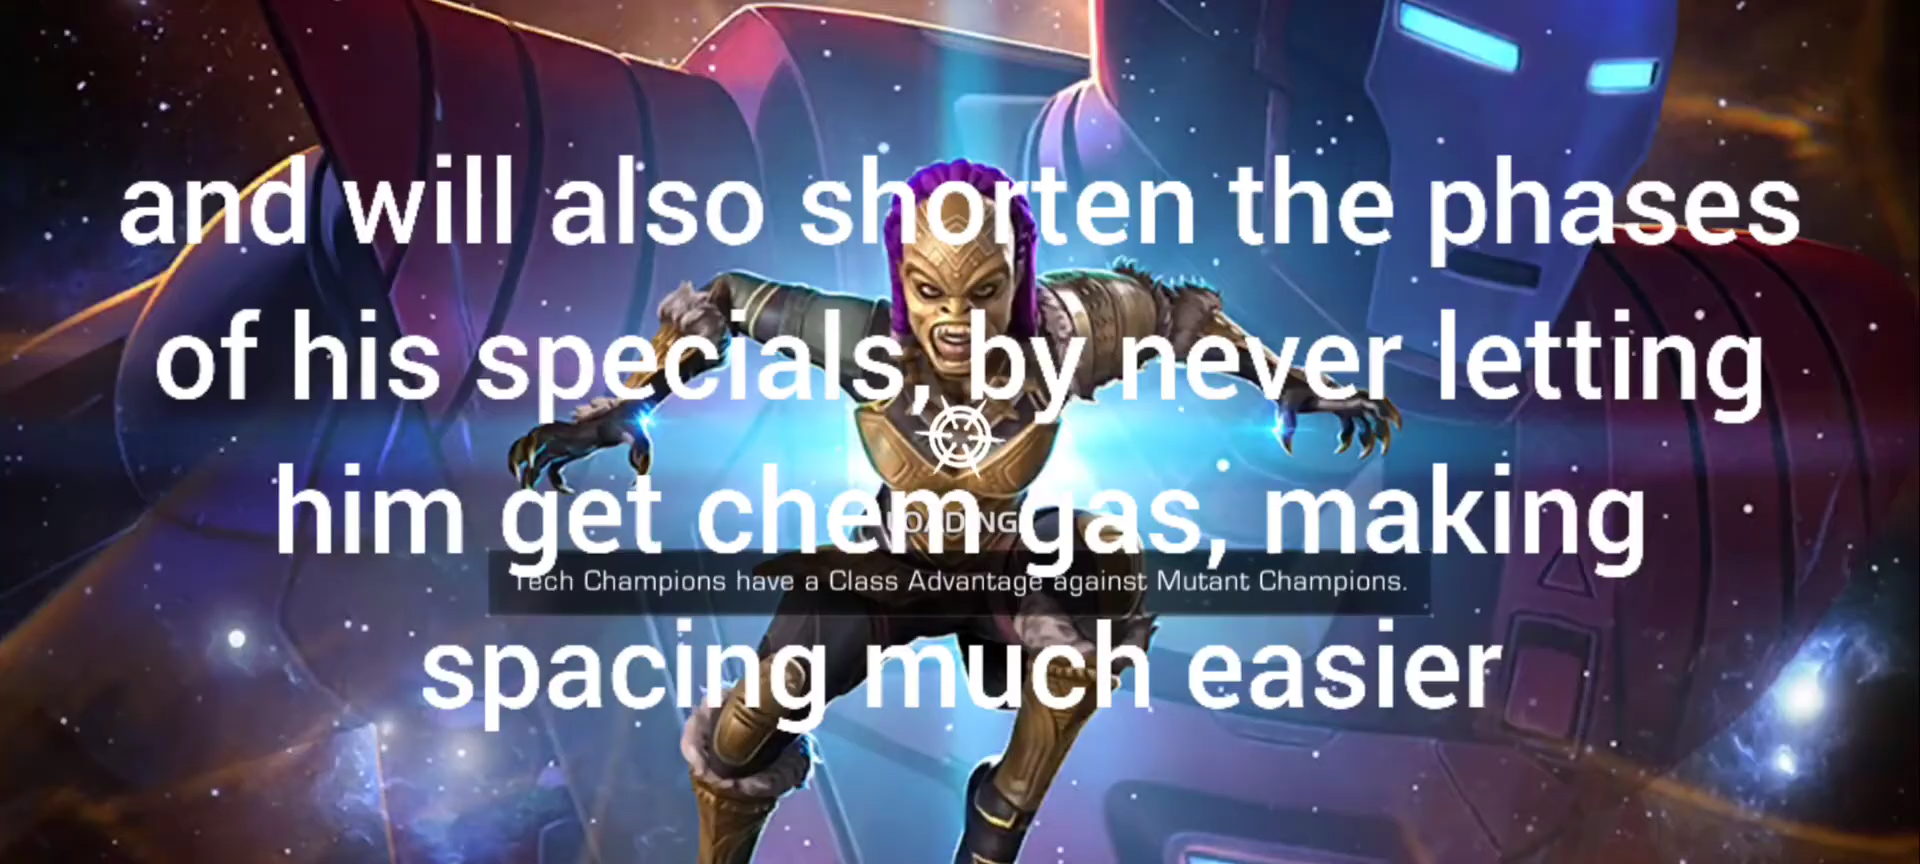 and will also shorten the phases
of his specials, by never letting
him get chem gas, making
LOADING
Tech Champions have a Class Advantage against Mutant Champions.
spacing much easier